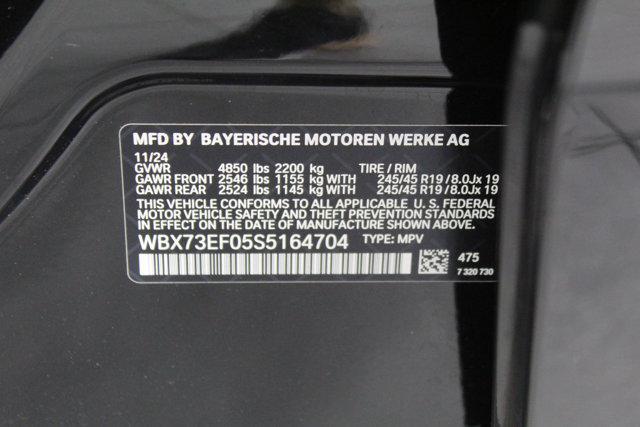 MFD BY BAYERISCHE MOTOREN WERKE AG
11/24
GVWR 4850 lbs 2200 kg TIRE / RIM
GAWR FRONT 2546 lbs 1155 kg WITH 245/45 R19 / 8.0Jx 19
GAWR REAR 2524 lbs 1145 kg WITH 245/45 R19 / 8.0Jx 19
THIS VEHICLE CONFORMS TO ALL APPLICABLE U. S. FEDERAL
MOTOR VEHICLE SAFETY AND THEFT PREVENTION STANDARDS
IN EFFECT ON THE DATE OF MANUFACTURE SHOWN ABOVE.
WBX73EF05S5164704 TYPE: MPV
475
7 320 730